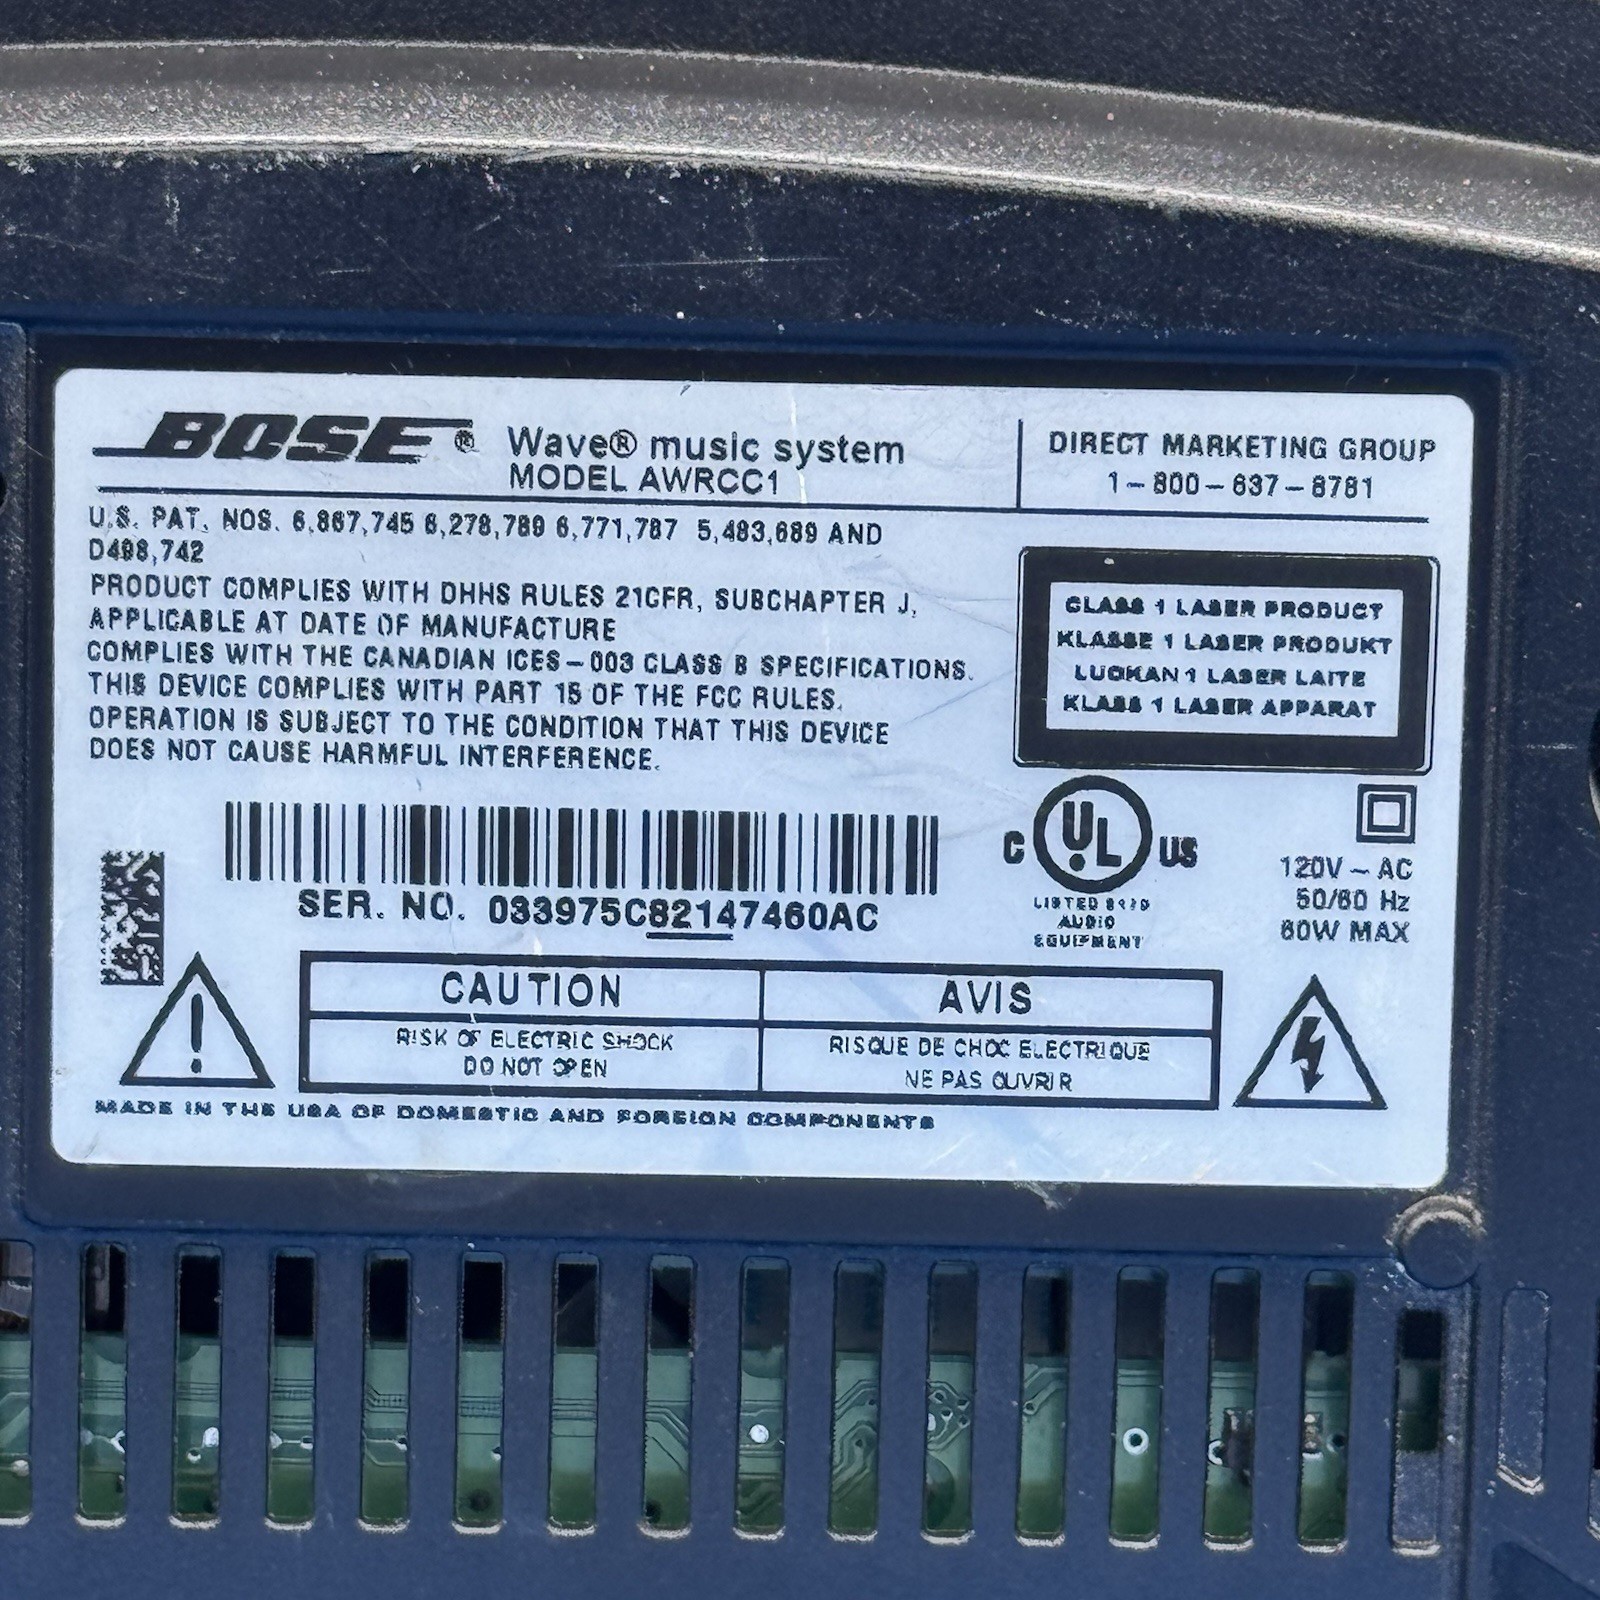 BOSE® Wave® music system
MODEL AWRCC1
DIRECT MARKETING GROUP
1-800-637-8781
U.S. PAT. NOS. 6,867,745 6,278,789 6,771,787 5,483,689 AND
D498,742
PRODUCT COMPLIES WITH DHHS RULES 21CFR, SUBCHAPTER J,
APPLICABLE AT DATE OF MANUFACTURE
COMPLIES WITH THE CANADIAN ICES-003 CLASS B SPECIFICATIONS.
THIS DEVICE COMPLIES WITH PART 15 OF THE FCC RULES.
OPERATION IS SUBJECT TO THE CONDITION THAT THIS DEVICE
DOES NOT CAUSE HARMFUL INTERFERENCE.
CLASS 1 LASER PRODUCT
KLASSE 1 LASER PRODUKT
LUOKAN 1 LASER LAITE
KLASS 1 LASER APPARAT
SER. NO. 033975C82147460AC
C UL US
LISTED
AUDIO
EQUIPMENT
120V ~ AC
50/60 Hz
60W MAX
CAUTION
RISK OF ELECTRIC SHOCK
DO NOT OPEN
AVIS
RISQUE DE CHOC ELECTRIQUE
NE PAS OUVRIR
MADE IN THE USA OF DOMESTIC AND FOREIGN COMPONENTS